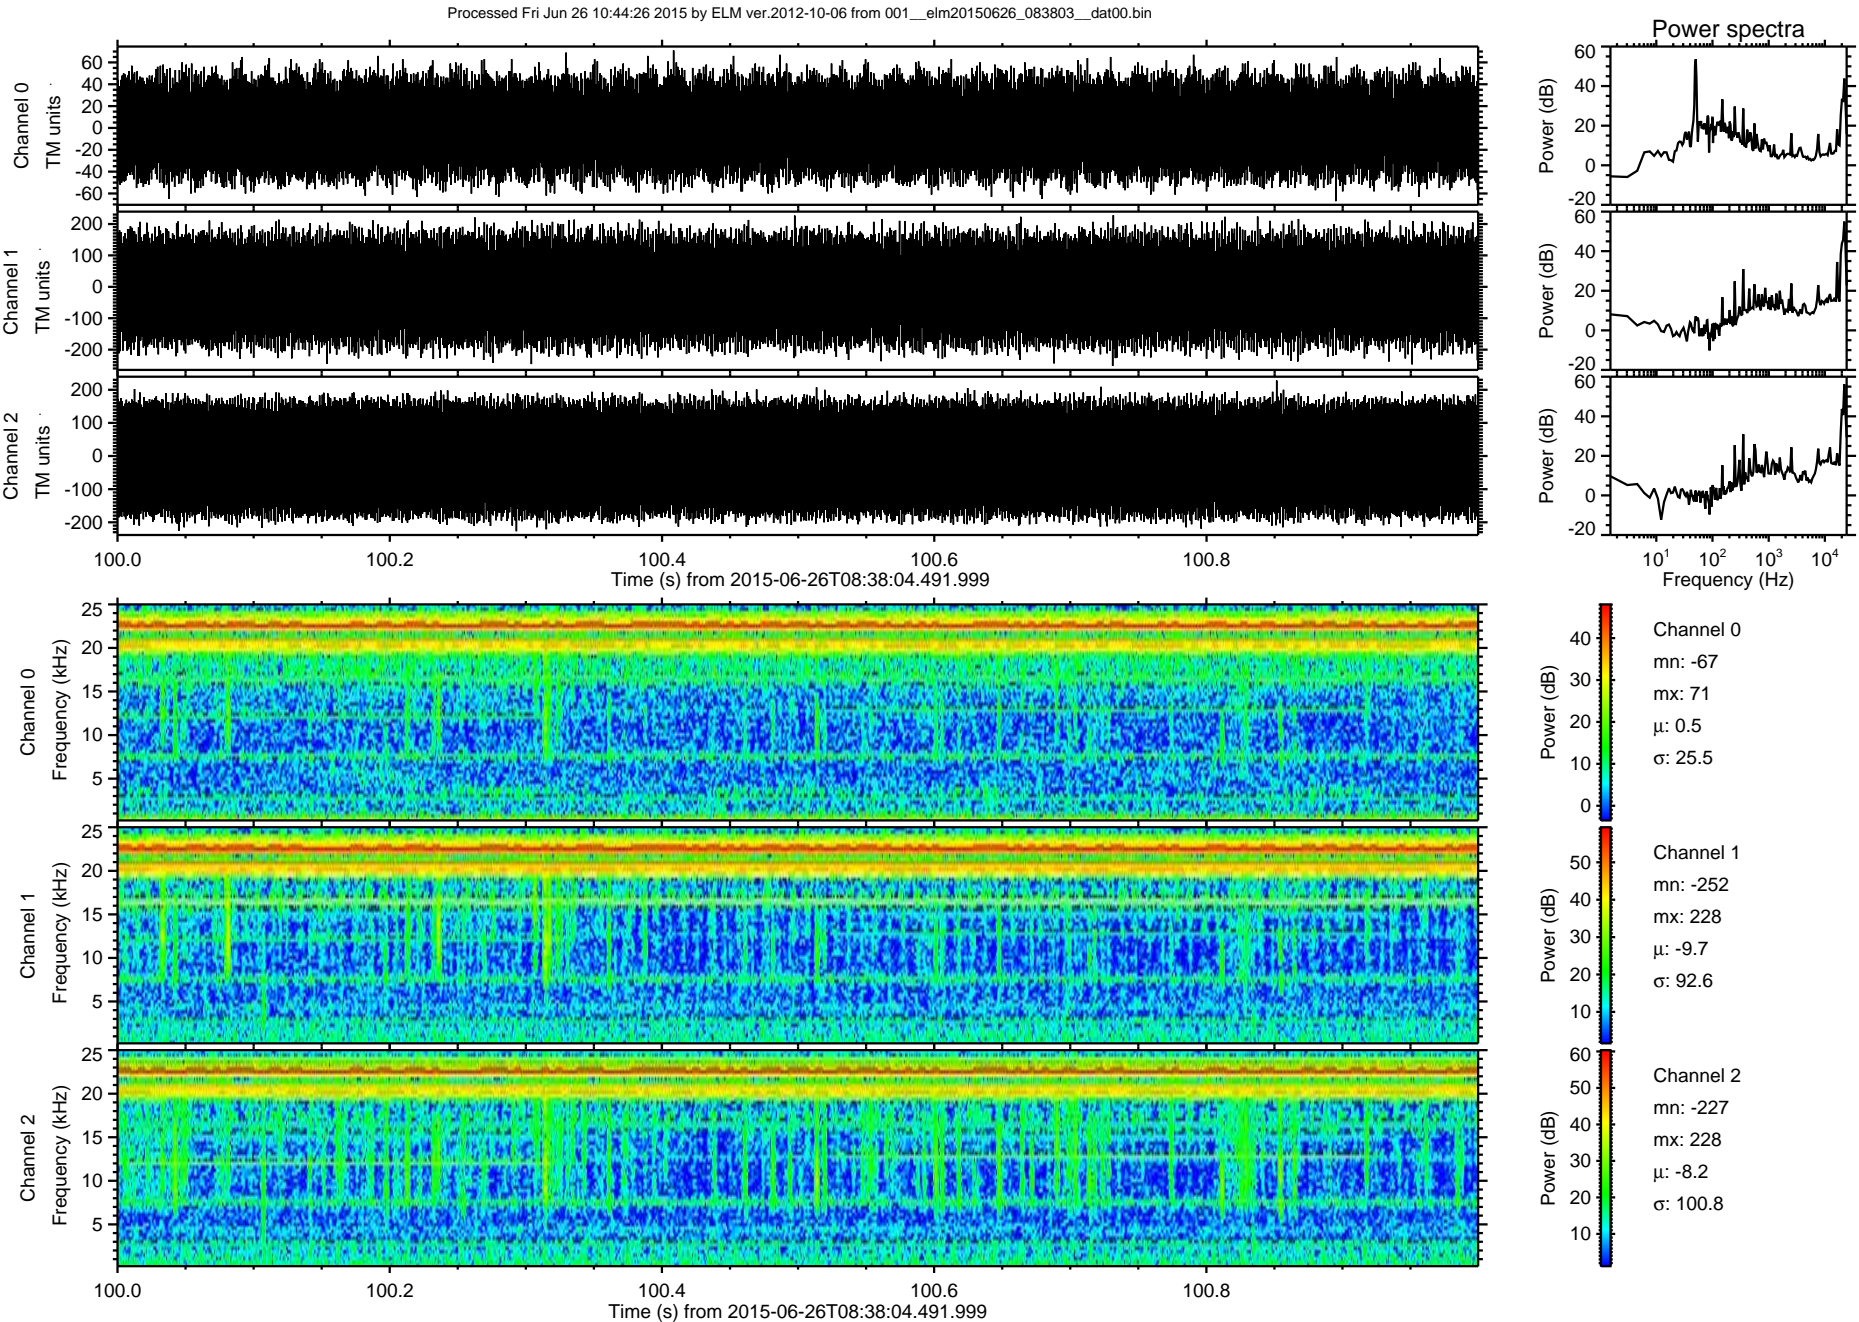 Processed Fri Jun 26 10:44:26 2015 by ELM ver.2012-10-06 from 001__elm20150626_083803__dat00.bin
Power spectra
Channel 0
TM units
60
40
20
0
-20
-40
-60
Power (dB)
60
40
20
0
-20
Channel 1
TM units
200
100
0
-100
-200
Power (dB)
60
40
20
0
-20
Channel 2
TM units
200
100
0
-100
-200
Power (dB)
60
40
20
0
-20
100.0 100.2 100.4 100.6 100.8
Time (s) from 2015-06-26T08:38:04.491.999
10¹ 10² 10³ 10⁴
Frequency (Hz)
Channel 0
Frequency (kHz)
25
20
15
10
5
Power (dB)
40
30
20
10
0
Channel 0
mn: -67
mx: 71
µ: 0.5
σ: 25.5
Channel 1
Frequency (kHz)
25
20
15
10
5
Power (dB)
50
40
30
20
10
Channel 1
mn: -252
mx: 228
µ: -9.7
σ: 92.6
Channel 2
Frequency (kHz)
25
20
15
10
5
Power (dB)
60
50
40
30
20
10
Channel 2
mn: -227
mx: 228
µ: -8.2
σ: 100.8
100.0 100.2 100.4 100.6 100.8
Time (s) from 2015-06-26T08:38:04.491.999